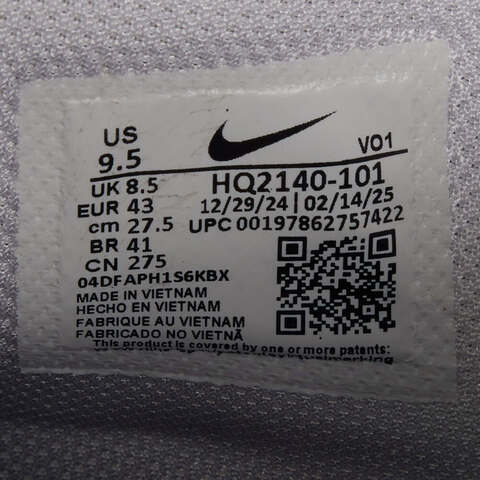 US
9.5
VO1
UK 8.5
HQ2140-101
EUR 43
12/29/24 | 02/14/25
cm 27.5
UPC 00197862757422
BR 41
CN 275
04DFAPH1S6KBX
MADE IN VIETNAM
HECHO EN VIETNAM
FABRIQUE AU VIETNAM
FABRICADO NO VIETNÃ
This product is covered by one or more patents: